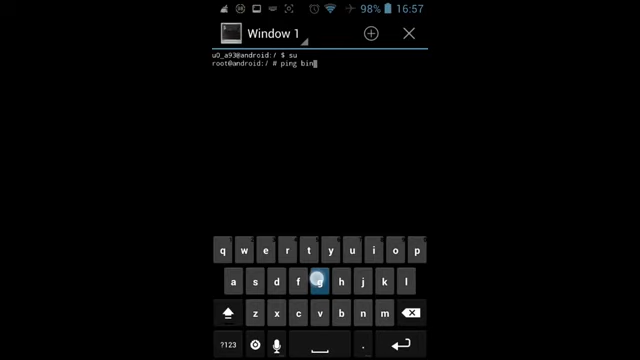 98% 16:57
Window 1
u0_a93@android:/ $ su
root@android:/ # ping bin
q w e r t y u i o p
a s d f g h j k l
z x c v b n m
?123 .